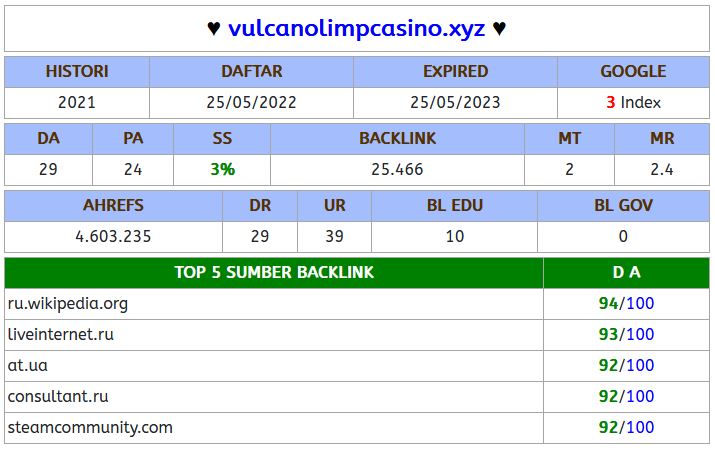 ♥ vulcanolimpcasino.xyz ♥
HISTORI DAFTAR EXPIRED GOOGLE
2021 25/05/2022 25/05/2023 3 Index
DA PA SS BACKLINK MT MR
29 24 3% 25.466 2 2.4
AHREFS DR UR BL EDU BL GOV
4.603.235 29 39 10 0
TOP 5 SUMBER BACKLINK D A
ru.wikipedia.org 94/100
liveinternet.ru 93/100
at.ua 92/100
consultant.ru 92/100
steamcommunity.com 92/100